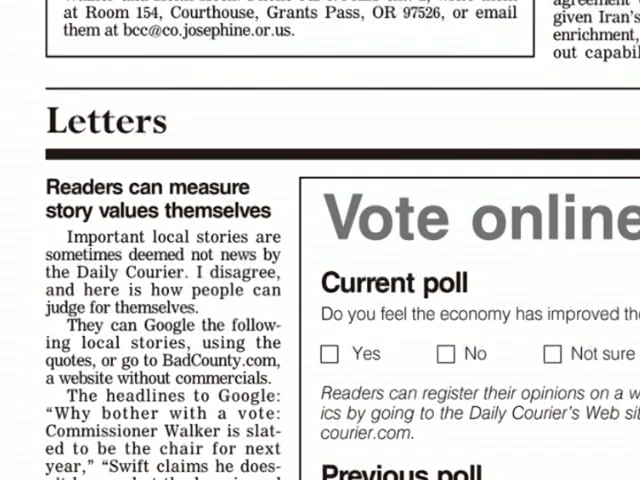 at Room 154, Courthouse, Grants Pass, OR 97526, or email
them at bcc@co.josephine.or.us.
given Iran's
enrichment,
out capabil
Letters
Readers can measure
story values themselves
Important local stories are
sometimes deemed not news by
the Daily Courier. I disagree,
and here is how people can
judge for themselves.
They can Google the follow-
ing local stories, using the
quotes, or go to BadCounty.com,
a website without commercials.
The headlines to Google:
“Why bother with a vote:
Commissioner Walker is slat-
ed to be the chair for next
year,” “Swift claims he does-
Vote online
Current poll
Do you feel the economy has improved the
Yes No Not sure
Readers can register their opinions on a w
ics by going to the Daily Courier's Web sit
courier.com.
Previous poll